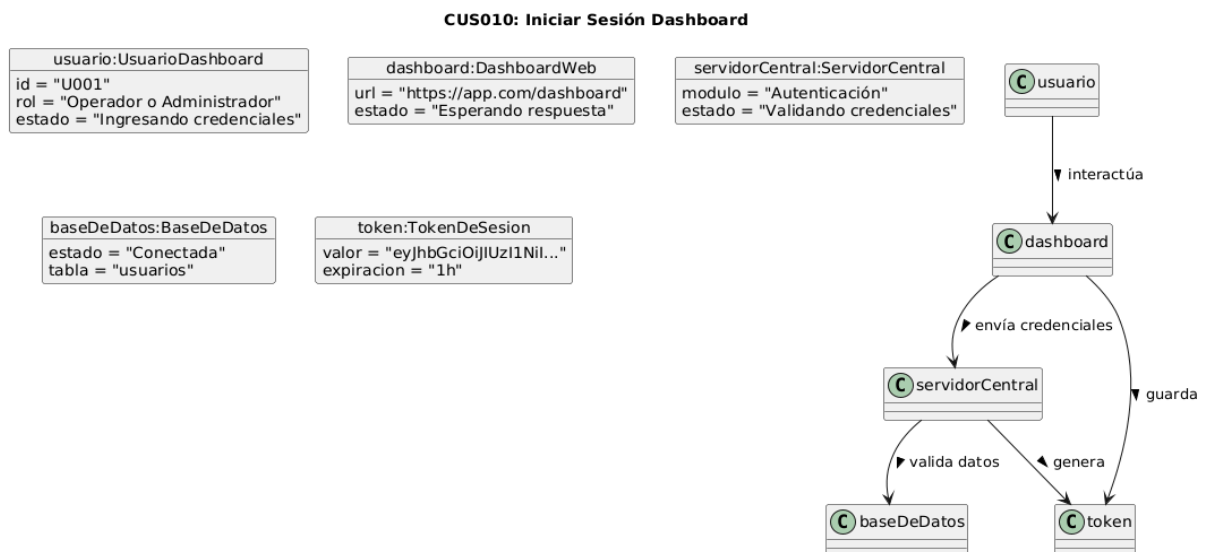 CUS010: Iniciar Sesión Dashboard
usuario:UsuarioDashboard
id = "U001"
rol = "Operador o Administrador"
estado = "Ingresando credenciales"
dashboard:DashboardWeb
url = "https://app.com/dashboard"
estado = "Esperando respuesta"
servidorCentral:ServidorCentral
modulo = "Autenticación"
estado = "Validando credenciales"
C usuario
interactúa
baseDeDatos:BaseDeDatos
estado = "Conectada"
tabla = "usuarios"
token:TokenDeSesion
valor = "eyJhbGciOiJIUzI1NiI..."
expiracion = "1h"
C dashboard
envía credenciales
C servidorCentral
guarda
valida datos
genera
C baseDeDatos
C token